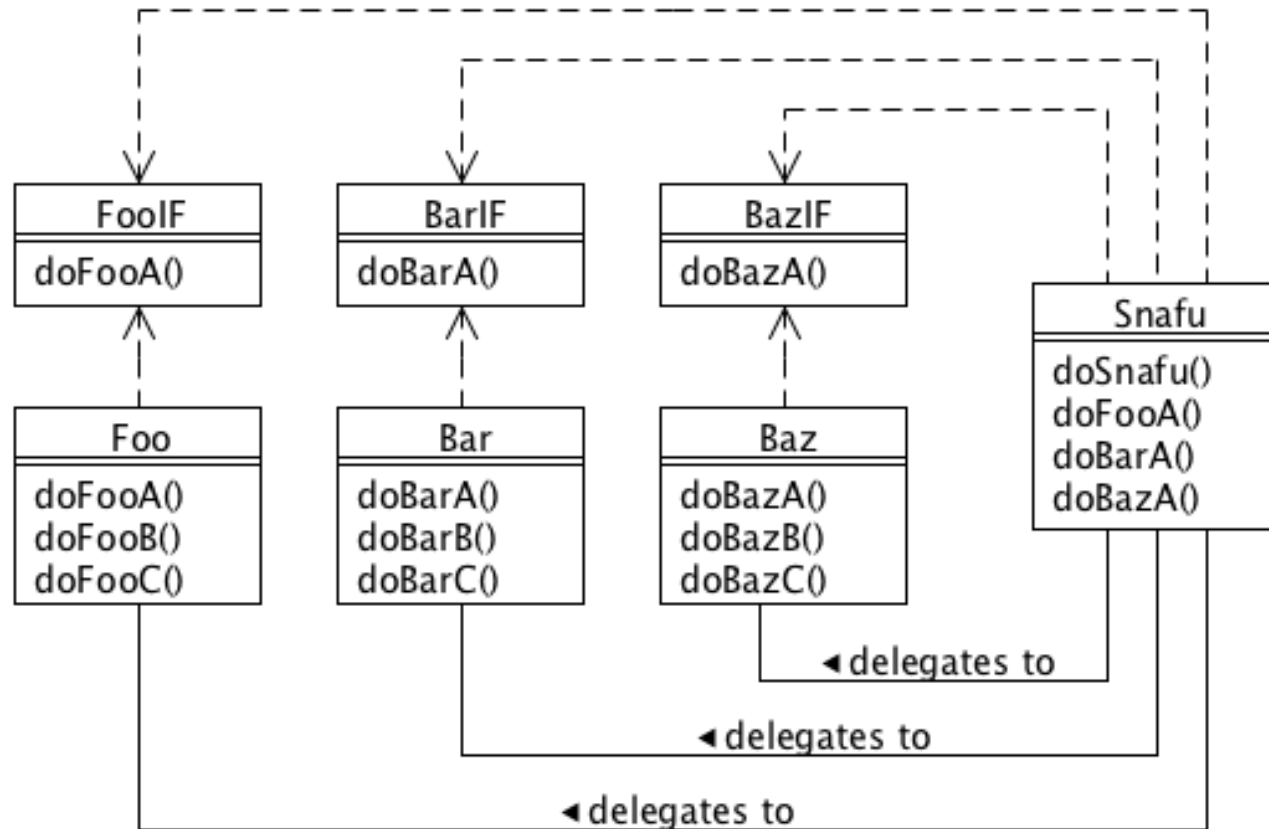 FooIF
doFooA()
BarIF
doBarA()
BazIF
doBazA()
Snafu
doSnafu()
doFooA()
doBarA()
doBazA()
Foo
doFooA()
doFooB()
doFooC()
Bar
doBarA()
doBarB()
doBarC()
Baz
doBazA()
doBazB()
doBazC()
◄ delegates to
◄ delegates to
◄ delegates to